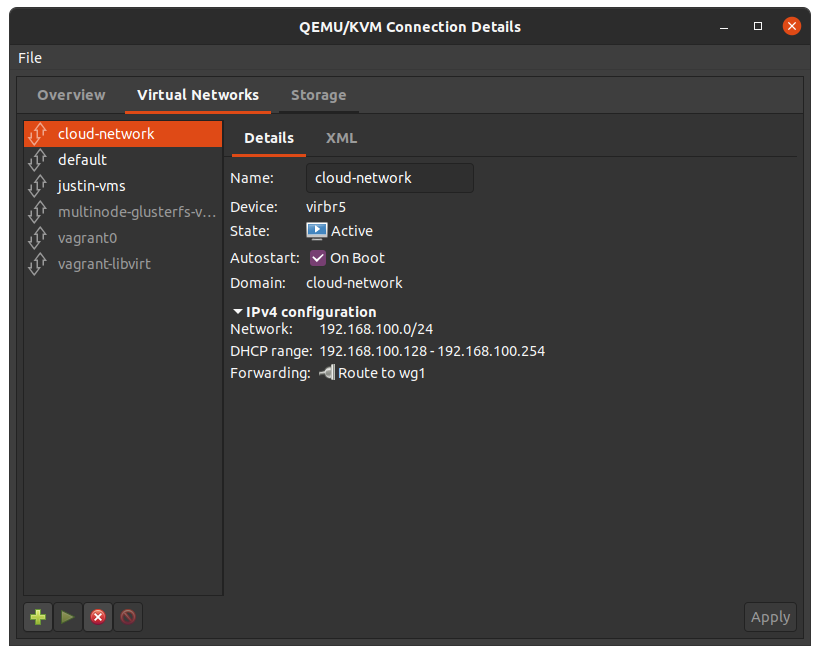 QEMU/KVM Connection Details
File
Overview Virtual Networks Storage
cloud-network
default
justin-vms
multinode-glusterfs-v...
vagrant0
vagrant-libvirt
Details XML
Name: cloud-network
Device: virbr5
State: Active
Autostart: On Boot
Domain: cloud-network
IPv4 configuration
Network: 192.168.100.0/24
DHCP range: 192.168.100.128 - 192.168.100.254
Forwarding: Route to wg1
Apply